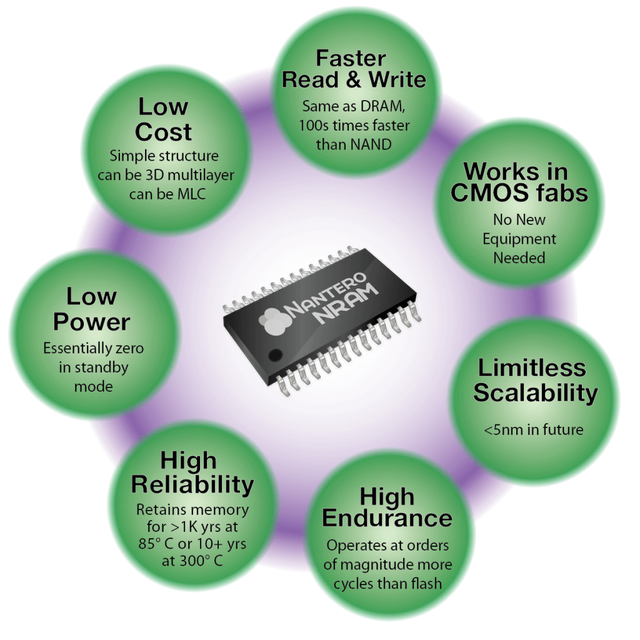 Faster
Read & Write
Same as DRAM,
100s times faster
than NAND
Works in
CMOS fabs
No New
Equipment
Needed
Limitless
Scalability
<5nm in future
High
Endurance
Operates at orders
of magnitude more
cycles than flash
High
Reliability
Retains memory
for >1K yrs at
85° C or 10+ yrs
at 300° C
Low
Power
Essentially zero
in standby
mode
Low
Cost
Simple structure
can be 3D multilayer
can be MLC
NANTERO
NRAM